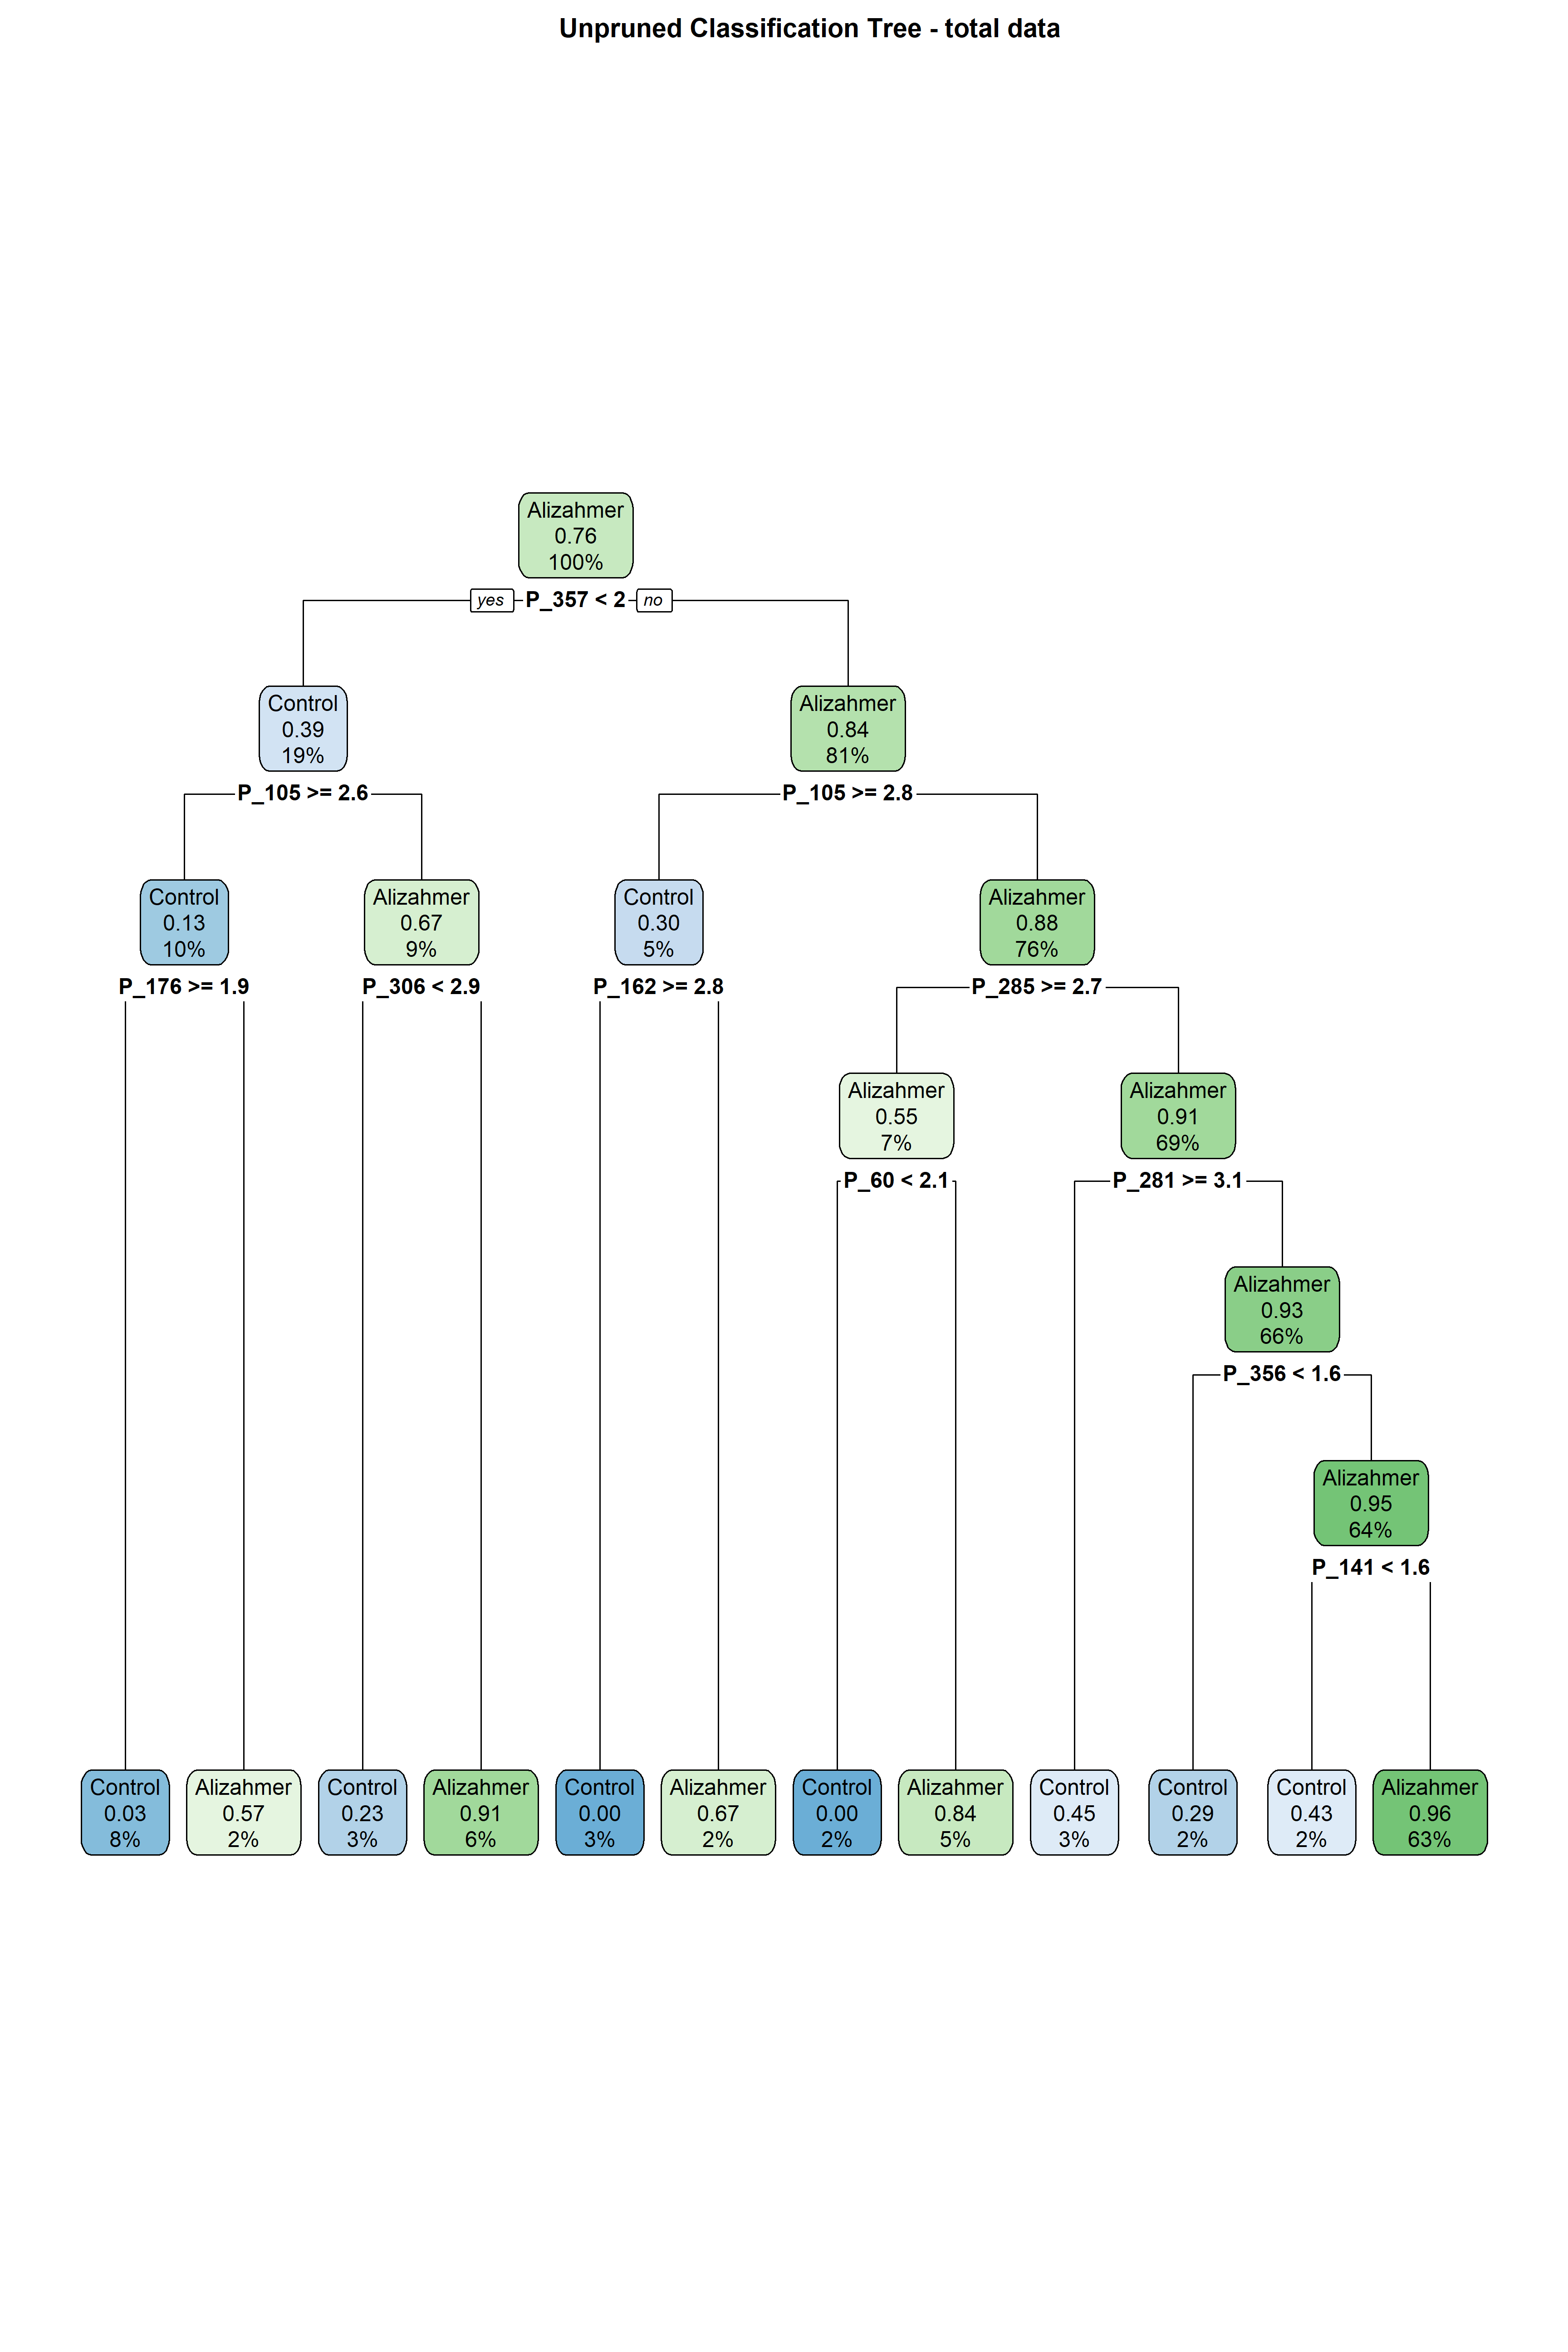 Unpruned Classification Tree - total data
Alizahmer
0.76
100%
yes
P_357 < 2
no
Control
0.39
19%
Alizahmer
0.84
81%
P_105 >= 2.6
P_105 >= 2.8
Control
0.13
10%
Alizahmer
0.67
9%
Control
0.30
5%
Alizahmer
0.88
76%
P_176 >= 1.9
P_306 < 2.9
P_162 >= 2.8
P_285 >= 2.7
Alizahmer
0.55
7%
Alizahmer
0.91
69%
P_60 < 2.1
P_281 >= 3.1
Alizahmer
0.93
66%
P_356 < 1.6
Alizahmer
0.95
64%
P_141 < 1.6
Control
0.03
8%
Alizahmer
0.57
2%
Control
0.23
3%
Alizahmer
0.91
6%
Control
0.00
3%
Alizahmer
0.67
2%
Control
0.00
2%
Alizahmer
0.84
5%
Control
0.45
3%
Control
0.29
2%
Control
0.43
2%
Alizahmer
0.96
63%